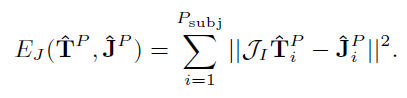 $E_J(\hat{\mathbf{T}}^P, \hat{\mathbf{J}}^P) = \sum_{i=1}^{P_{\text{subj}}} ||\mathcal{J}_I \hat{\mathbf{T}}_i^P - \hat{\mathbf{J}}_i^P||^2.$